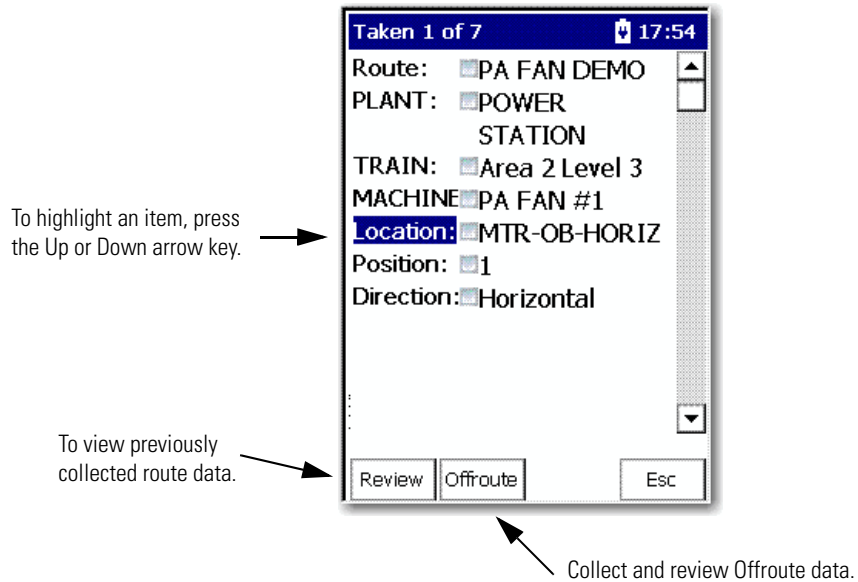 Taken 1 of 7 17:54
Route: PA FAN DEMO
PLANT: POWER
STATION
TRAIN: Area 2 Level 3
MACHINE PA FAN #1
Location: MTR-OB-HORIZ
Position: 1
Direction: Horizontal
To highlight an item, press
the Up or Down arrow key.
To view previously
collected route data.
Review Offroute Esc
Collect and review Offroute data.